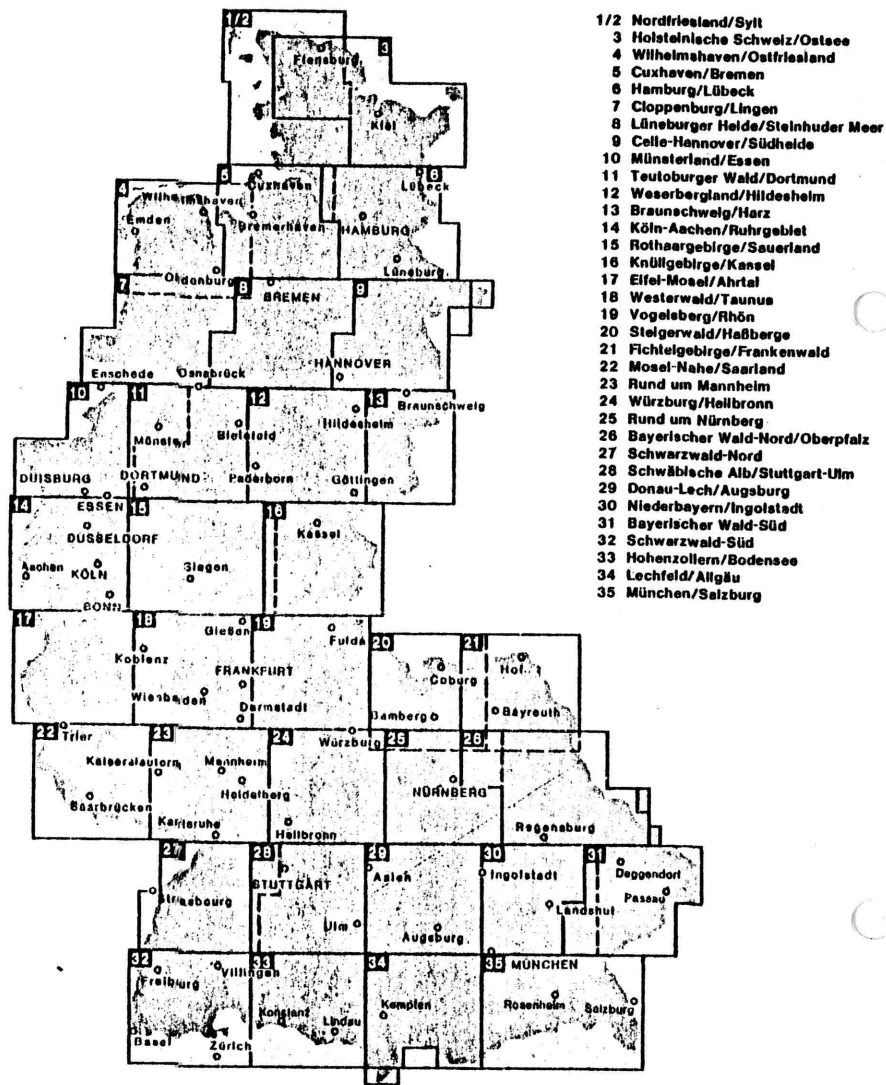 1/2
3
Flensburg
Kiel
4
5
6
Cuxhaven
Lübeck
Wilhelmshaven
Emden
Bremerhaven
HAMBURG
Oldenburg
Lüneburg
7
8
9
BREMEN
HANNOVER
Enschede
Osnabrück
10
11
12
13
Braunschweig
Hildesheim
Münster
Bielefeld
DUISBURG
DORTMUND
Paderborn
Göttingen
ESSEN
14
15
16
DÜSSELDORF
Kassel
Aachen
KÖLN
Siegen
BONN
17
18
Gießen
19
Fulda
20
21
Koblenz
Hof
FRANKFURT
Coburg
Wiesbaden
Darmstadt
Bamberg
Bayreuth
22
Trier
23
24
Würzburg
25
26
Kaiserslautern
Mannheim
Heidelberg
NÜRNBERG
Saarbrücken
Karlsruhe
Heilbronn
Regensburg
27
28
29
30
31
STUTTGART
Aalen
Ingolstadt
Deggendorf
Strasbourg
Passau
Landshut
Ulm
Augsburg
32
33
34
35
MÜNCHEN
Freiburg
Villingen
Konstanz
Lindau
Kempten
Rosenheim
Salzburg
Basel
Zürich
1/2 Nordfriesland/Sylt
3 Holsteinische Schweiz/Ostsee
4 Wilhelmshaven/Ostfriesland
5 Cuxhaven/Bremen
6 Hamburg/Lübeck
7 Cloppenburg/Lingen
8 Lüneburger Heide/Steinhuder Meer
9 Celle-Hannover/Südheide
10 Münsterland/Essen
11 Teutoburger Wald/Dortmund
12 Weserbergland/Hildesheim
13 Braunschweig/Harz
14 Köln-Aachen/Ruhrgebiet
15 Rothaargebirge/Sauerland
16 Knüllgebirge/Kassel
17 Eifel-Mosel/Ahrtal
18 Westerwald/Taunus
19 Vogelsberg/Rhön
20 Steigerwald/Haßberge
21 Fichtelgebirge/Frankenwald
22 Mosel-Nahe/Saarland
23 Rund um Mannheim
24 Würzburg/Heilbronn
25 Rund um Nürnberg
26 Bayerischer Wald-Nord/Oberpfalz
27 Schwarzwald-Nord
28 Schwäbische Alb/Stuttgart-Ulm
29 Donau-Lech/Augsburg
30 Niederbayern/Ingolstadt
31 Bayerischer Wald-Süd
32 Schwarzwald-Süd
33 Hohenzollern/Bodensee
34 Lechfeld/Allgäu
35 München/Salzburg